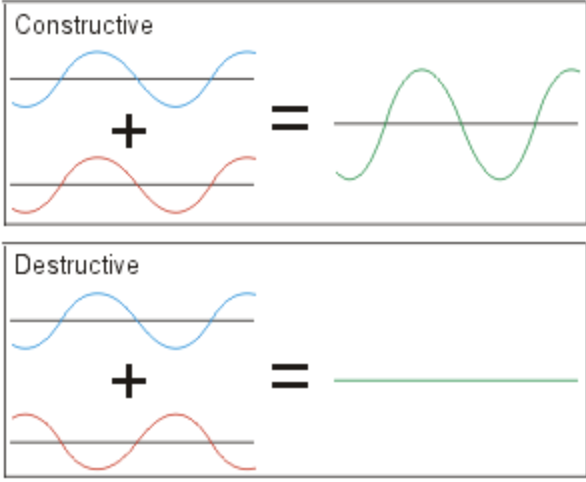 Constructive
+
=
Destructive
+
=